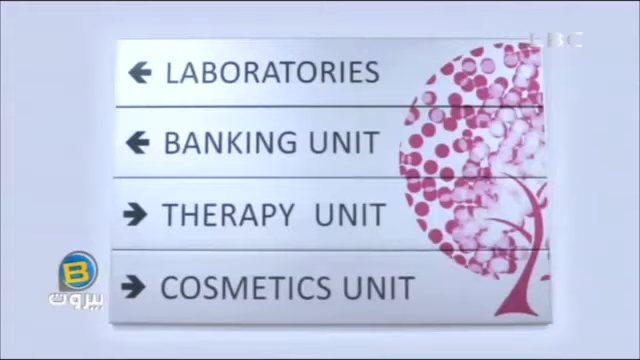 LBC
← LABORATORIES
← BANKING UNIT
→ THERAPY UNIT
→ COSMETICS UNIT
B
بيروت